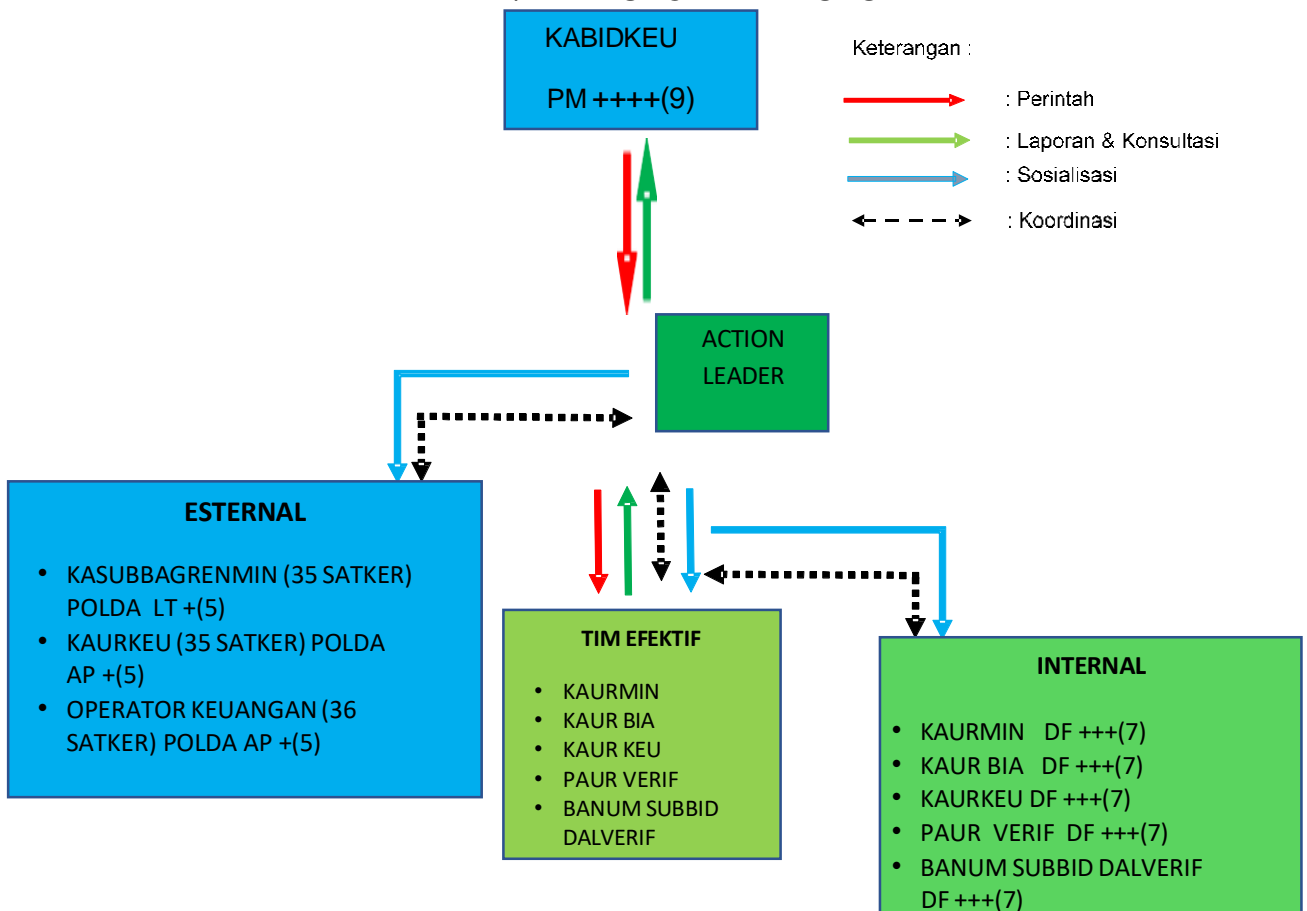 KABIDKEU
PM ++++(9)
Keterangan :
: Perintah
: Laporan & Konsultasi
: Sosialisasi
: Koordinasi
ACTION
LEADER
ESTERNAL
• KASUBBAGRENMIN (35 SATKER)
POLDA LT +(5)
• KAURKEU (35 SATKER) POLDA
AP +(5)
• OPERATOR KEUANGAN (36
SATKER) POLDA AP +(5)
TIM EFEKTIF
• KAURMIN
• KAUR BIA
• KAUR KEU
• PAUR VERIF
• BANUM SUBBID
DALVERIF
INTERNAL
• KAURMIN DF +++(7)
• KAUR BIA DF +++(7)
• KAURKEU DF +++(7)
• PAUR VERIF DF +++(7)
• BANUM SUBBID DALVERIF
DF +++(7)